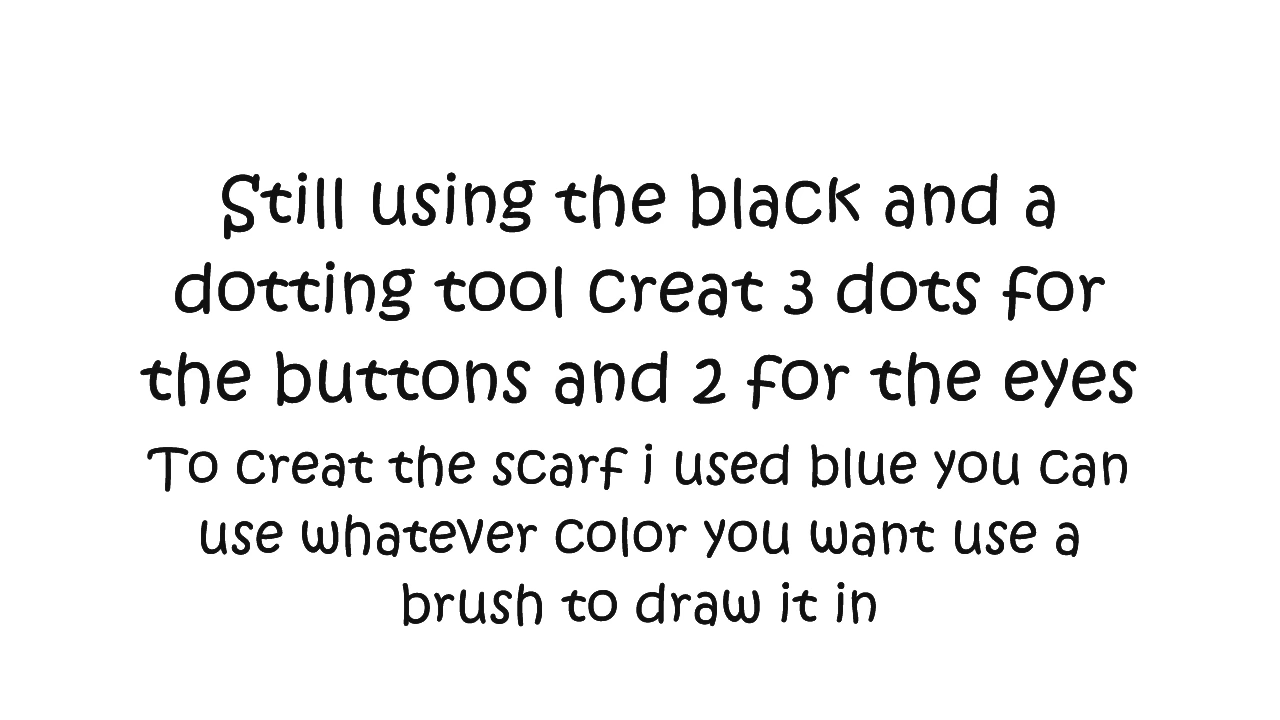 Still using the black and a
dotting tool creat 3 dots for
the buttons and 2 for the eyes
To creat the scarf i used blue you can
use whatever color you want use a
brush to draw it in